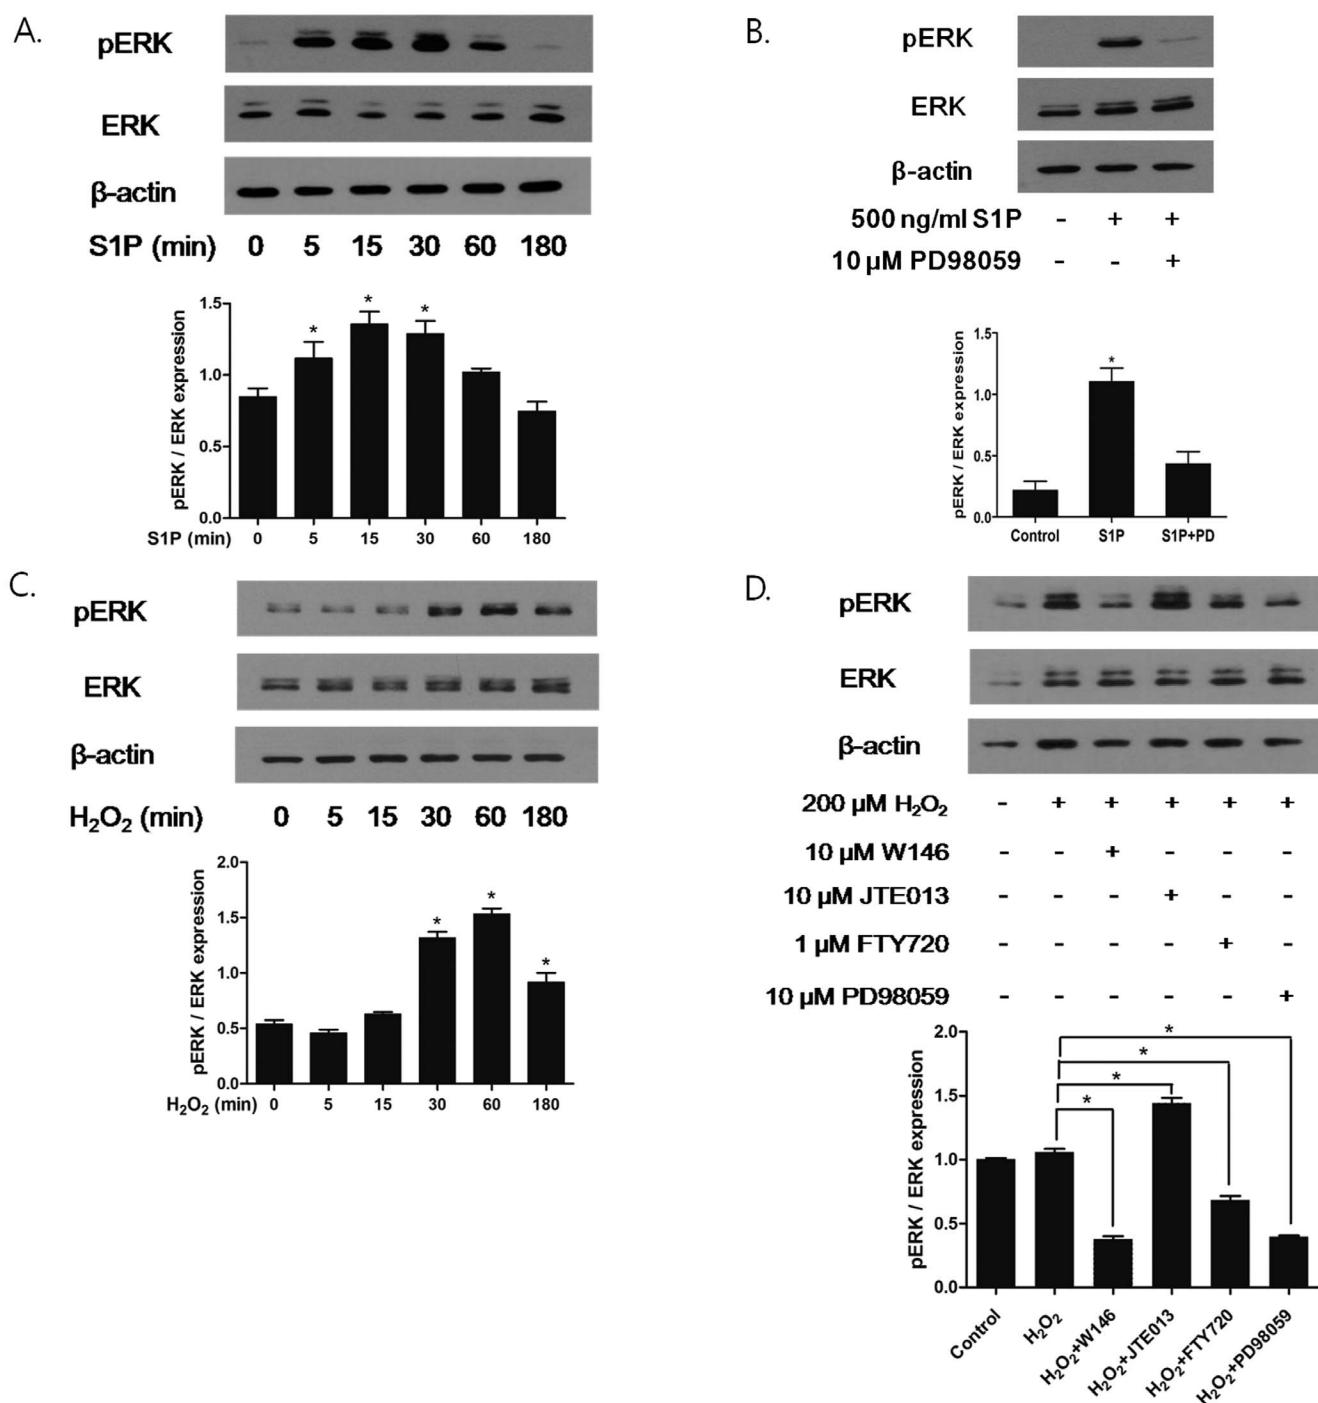 A.
pERK
ERK
β-actin
S1P (min) 0 5 15 30 60 180
pERK / ERK expression
1.5
1.0
0.5
0.0
* * *
S1P (min) 0 5 15 30 60 180
B.
pERK
ERK
β-actin
500 ng/ml S1P - + +
10 µM PD98059 - - +
pERK / ERK expression
1.5
1.0
0.5
0.0
*
Control S1P S1P+PD
C.
pERK
ERK
β-actin
H₂O₂ (min) 0 5 15 30 60 180
pERK / ERK expression
2.0
1.5
1.0
0.5
0.0
* * *
H₂O₂ (min) 0 5 15 30 60 180
D.
pERK
ERK
β-actin
200 µM H₂O₂ - + + + + +
10 µM W146 - - + - - -
10 µM JTE013 - - - + - -
1 µM FTY720 - - - - + -
10 µM PD98059 - - - - - +
pERK / ERK expression
2.0
1.5
1.0
0.5
0.0
*
*
*
*
Control
H₂O₂
H₂O₂+W146
H₂O₂+JTE013
H₂O₂+FTY720
H₂O₂+PD98059